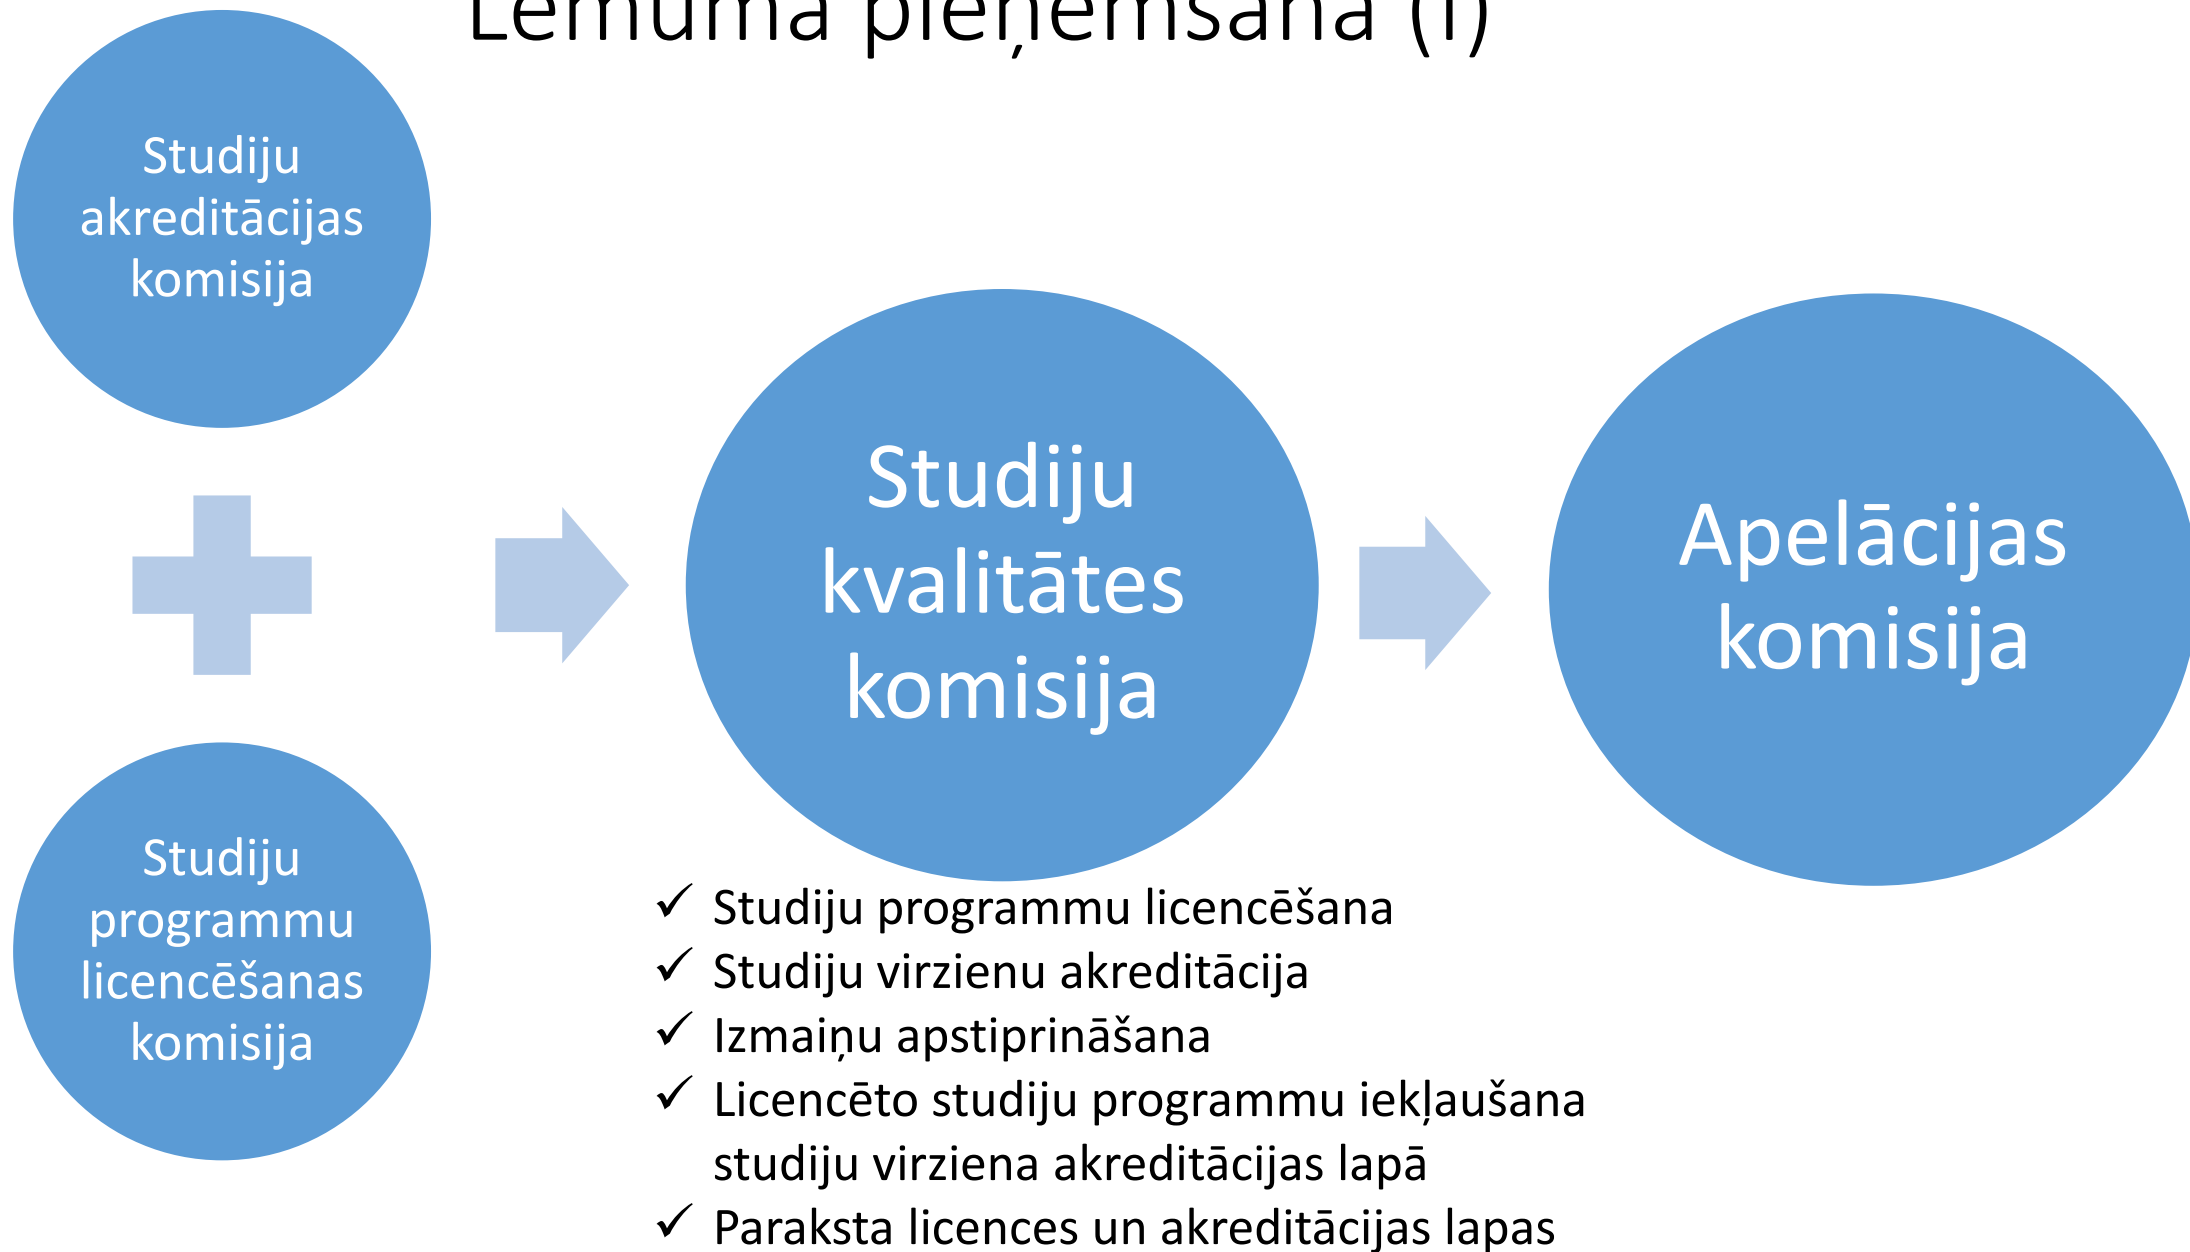 Lēmuma pieņemšana (I)
Studiju
akreditācijas
komisija
Studiju
programmu
licencēšanas
komisija
Studiju
kvalitātes
komisija
Apelācijas
komisija
✓ Studiju programmu licencēšana
✓ Studiju virzienu akreditācija
✓ Izmaiņu apstiprināšana
✓ Licencēto studiju programmu iekļaušana
studiju virziena akreditācijas lapā
✓ Paraksta licences un akreditācijas lapas